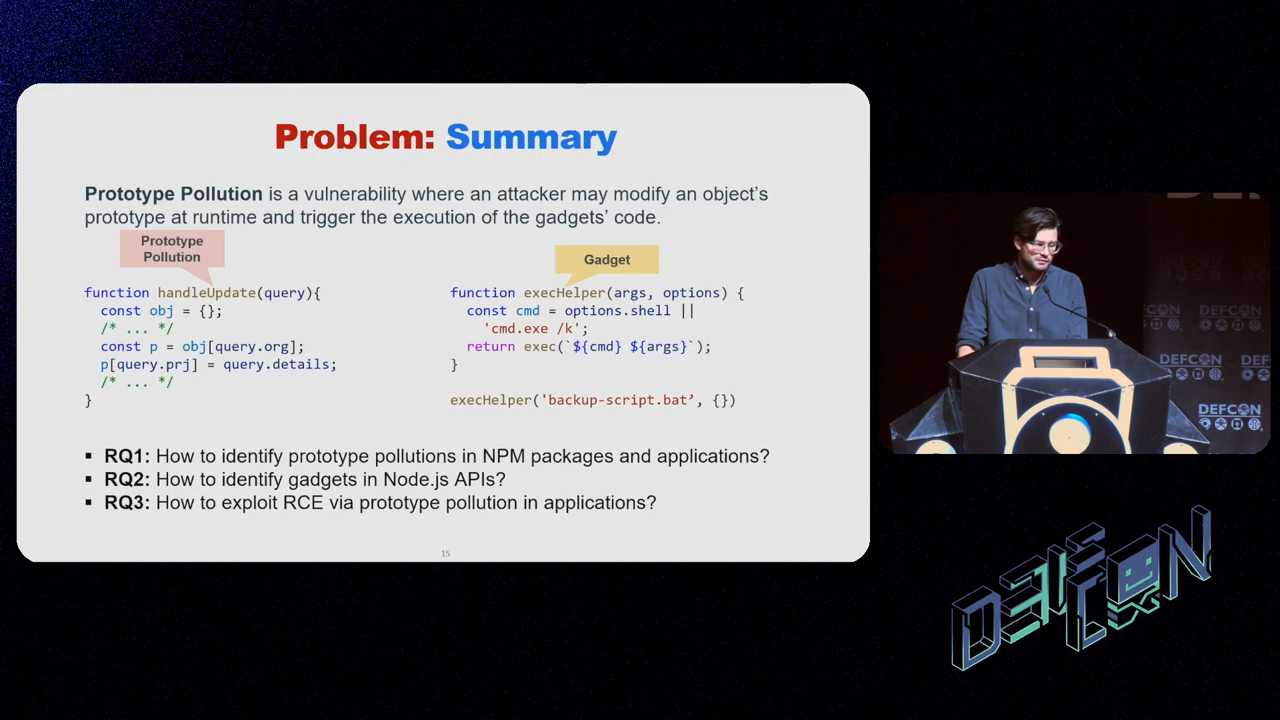 Problem: Summary
Prototype Pollution is a vulnerability where an attacker may modify an object's
prototype at runtime and trigger the execution of the gadgets' code.
Prototype
Pollution
function handleUpdate(query){
const obj = {};
/* ... */
const p = obj[query.org];
p[query.prj] = query.details;
/* ... */
}
Gadget
function execHelper(args, options) {
const cmd = options.shell ||
'cmd.exe /k';
return exec(`${cmd} ${args}`);
}
execHelper('backup-script.bat’, {})
▪ RQ1: How to identify prototype pollutions in NPM packages and applications?
▪ RQ2: How to identify gadgets in Node.js APIs?
▪ RQ3: How to exploit RCE via prototype pollution in applications?
15
DEFCON
DEFCON
DEFCON
DEFCON